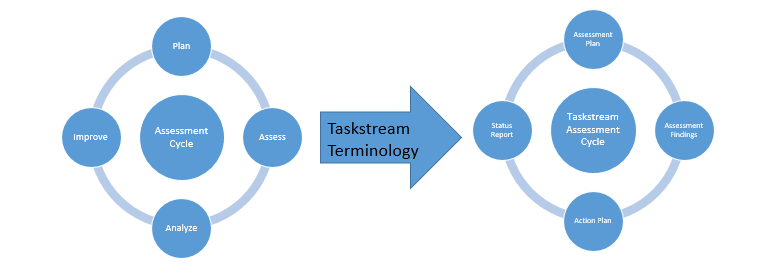 Plan
Improve
Assessment
Cycle
Assess
Analyze
Taskstream
Terminology
Assessment
Plan
Status
Report
Taskstream
Assessment
Cycle
Assessment
Findings
Action Plan